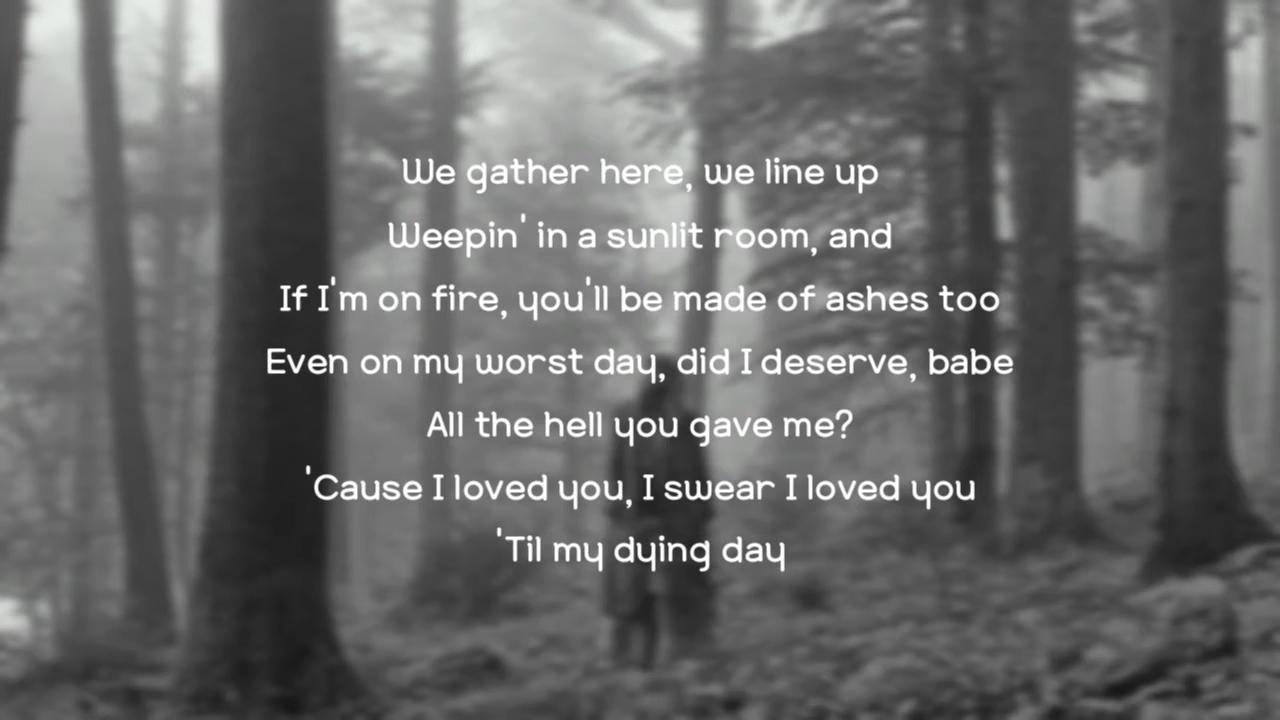 We gather here, we line up
Weepin' in a sunlit room, and
If I'm on fire, you'll be made of ashes too
Even on my worst day, did I deserve, babe
All the hell you gave me?
'Cause I loved you, I swear I loved you
'Til my dying day